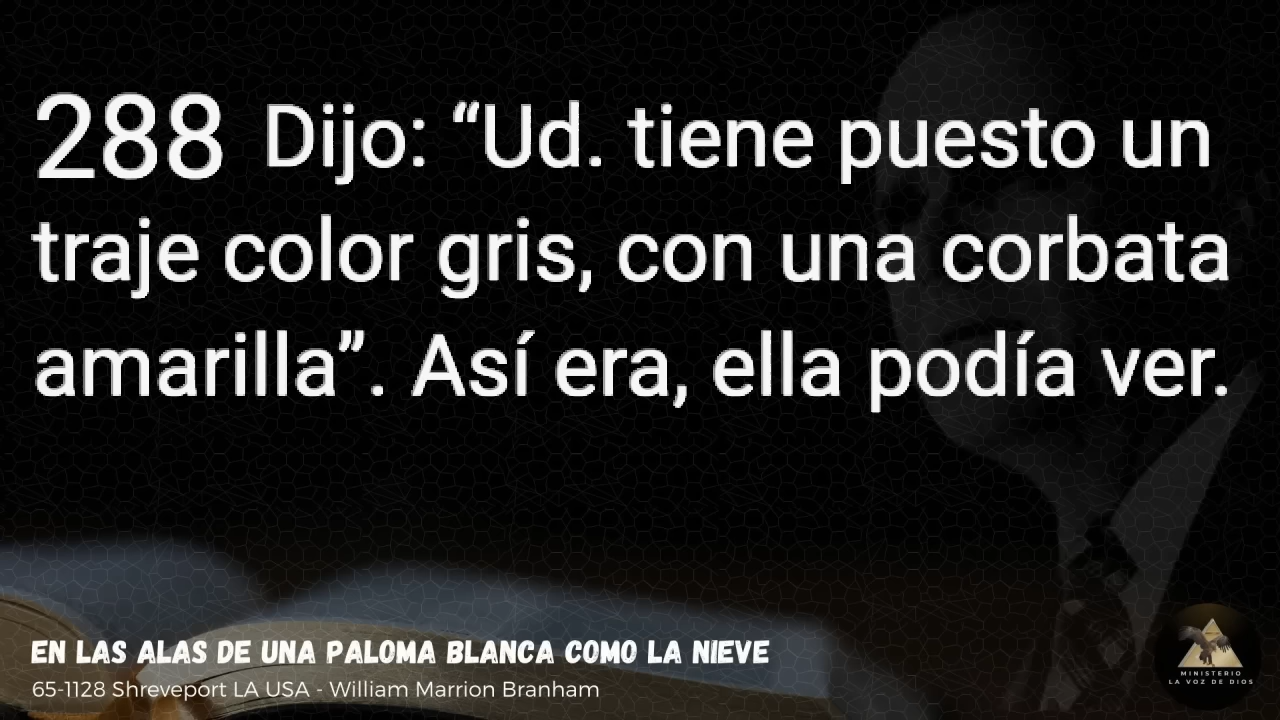 288 Dijo: “Ud. tiene puesto un
traje color gris, con una corbata
amarilla”. Así era, ella podía ver.
EN LAS ALAS DE UNA PALOMA BLANCA COMO LA NIEVE
65-1128 Shreveport LA USA - William Marrion Branham
MINISTERIO
LA VOZ DE DIOS